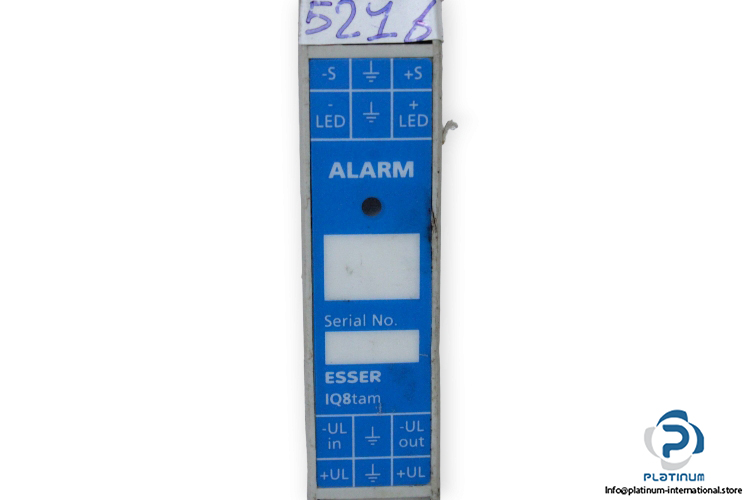 5216
-S +S
- LED + LED
ALARM
Serial No.
ESSER
IQ8tam
-UL in -UL out
+UL +UL
PLATINUM
Info@platinum-international.store